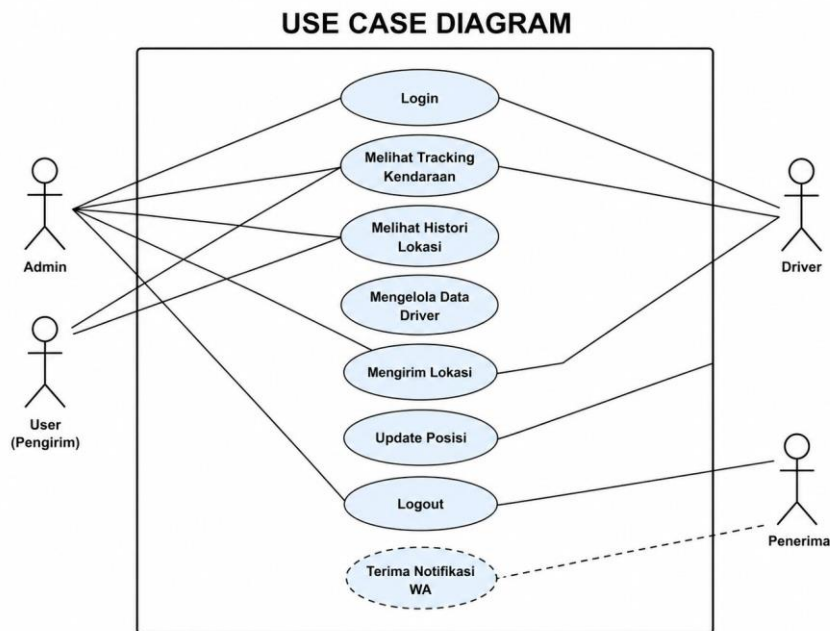 USE CASE DIAGRAM
Login
Melihat Tracking
Kendaraan
Melihat Histori
Lokasi
Mengelola Data
Driver
Mengirim Lokasi
Update Posisi
Logout
Terima Notifikasi
WA
Admin
User
(Pengirim)
Driver
Penerima